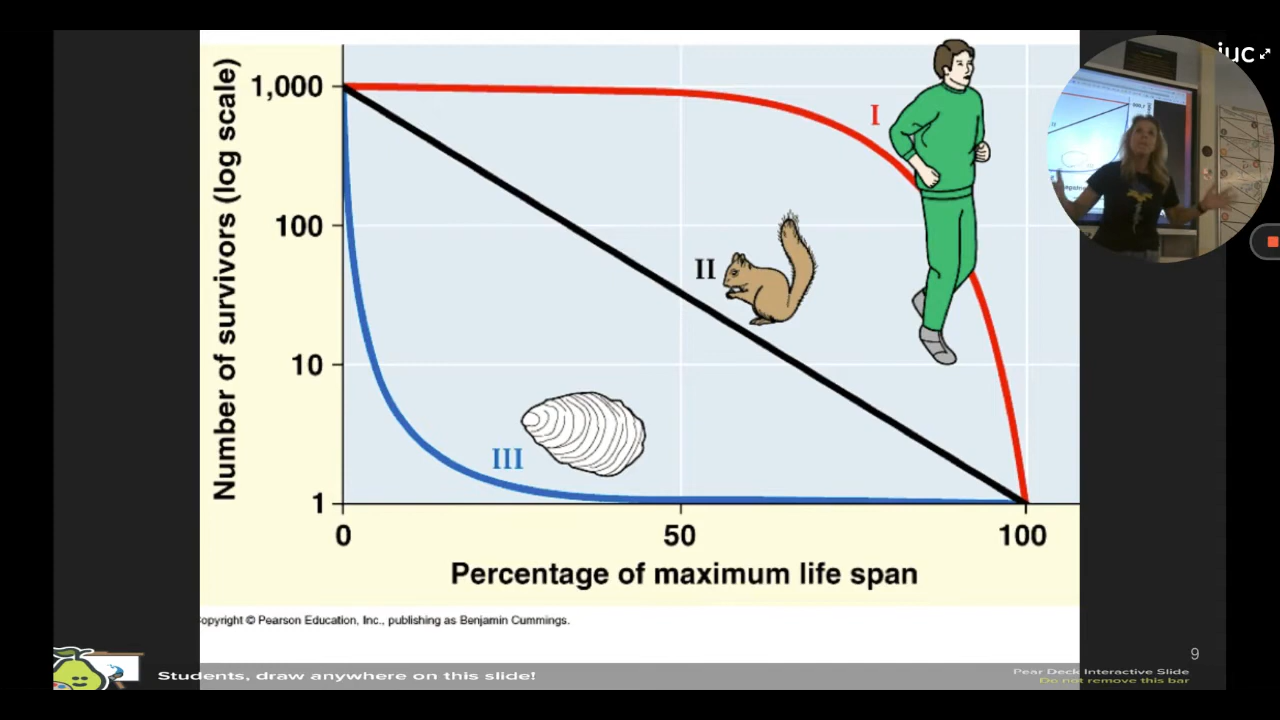 Number of survivors (log scale)
1,000
100
10
1
I
II
III
0 50 100
Percentage of maximum life span
opyright © Pearson Education, Inc., publishing as Benjamin Cummings.
iuc
9
Students, draw anywhere on this slide!
Pear Deck Interactive Slide
Do not remove this bar